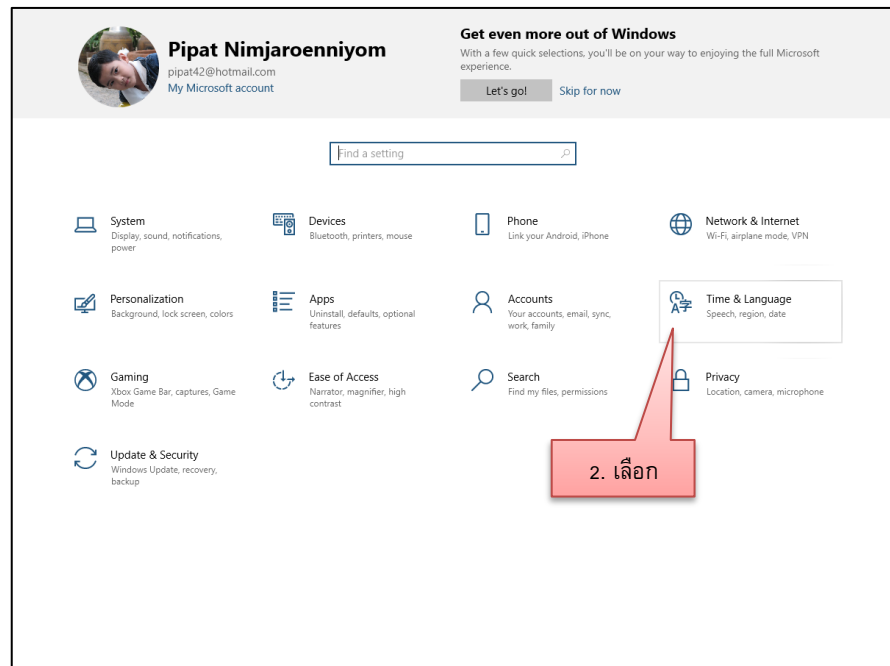 Pipat Nimjaroenniyom
pipat42@hotmail.com
My Microsoft account
Get even more out of Windows
With a few quick selections, you'll be on your way to enjoying the full Microsoft
experience.
Let's go!
Skip for now
Find a setting
System
Display, sound, notifications,
power
Devices
Bluetooth, printers, mouse
Phone
Link your Android, iPhone
Network & Internet
Wi-Fi, airplane mode, VPN
Personalization
Background, lock screen, colors
Apps
Uninstall, defaults, optional
features
Accounts
Your accounts, email, sync,
work, family
Time & Language
Speech, region, date
Gaming
Xbox Game Bar, captures, Game
Mode
Ease of Access
Narrator, magnifier, high
contrast
Search
Find my files, permissions
Privacy
Location, camera, microphone
Update & Security
Windows Update, recovery,
backup
2. เลือก